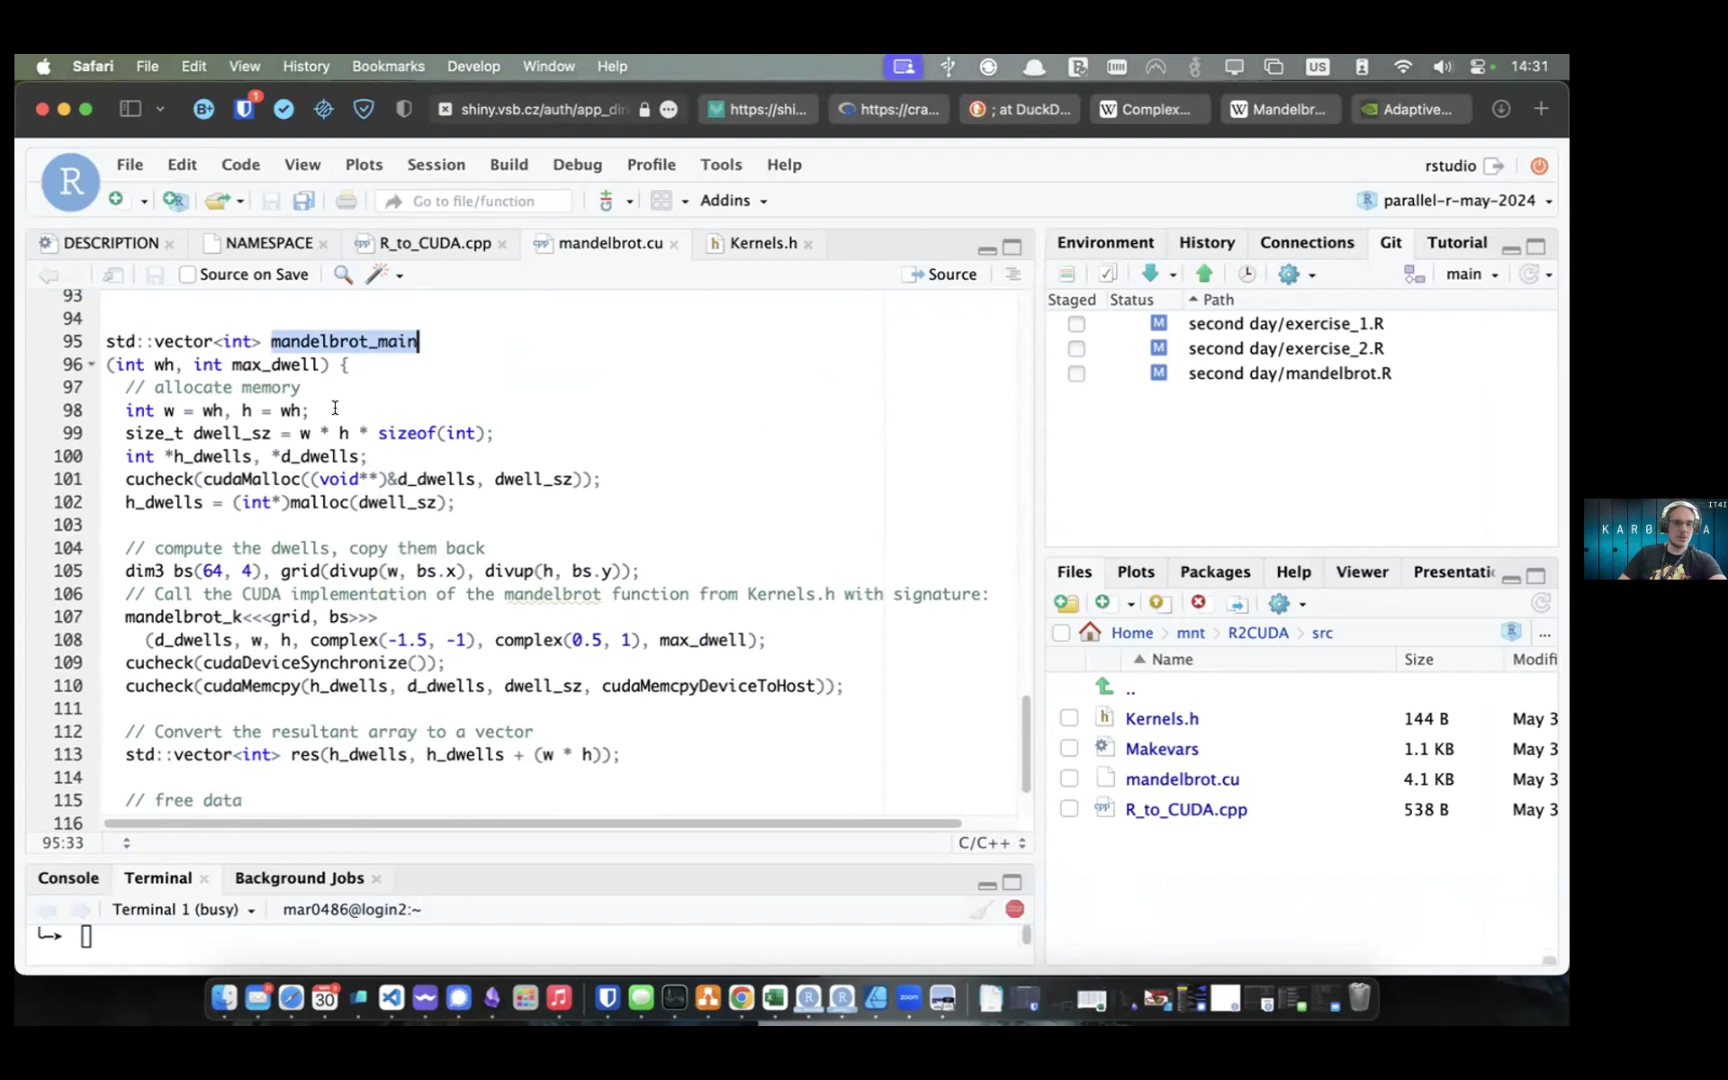 Safari File Edit View History Bookmarks Develop Window Help US 14:31
B+ 1 shiny.vsb.cz/auth/app_dir https://shi... https://cra... ; at DuckD... W Complex... W Mandelbr... Adaptive...
R File Edit Code View Plots Session Build Debug Profile Tools Help rstudio
Go to file/function Addins parallel-r-may-2024
DESCRIPTION NAMESPACE R_to_CUDA.cpp mandelbrot.cu Kernels.h
Source on Save Source
93
94
95 std::vector<int> mandelbrot_main
96 (int wh, int max_dwell) {
97 // allocate memory
98 int w = wh, h = wh;
99 size_t dwell_sz = w * h * sizeof(int);
100 int *h_dwells, *d_dwells;
101 cucheck(cudaMalloc((void**)&d_dwells, dwell_sz));
102 h_dwells = (int*)malloc(dwell_sz);
103
104 // compute the dwells, copy them back
105 dim3 bs(64, 4), grid(divup(w, bs.x), divup(h, bs.y));
106 // Call the CUDA implementation of the mandelbrot function from Kernels.h with signature:
107 mandelbrot_k<<<grid, bs>>>
108 (d_dwells, w, h, complex(-1.5, -1), complex(0.5, 1), max_dwell);
109 cucheck(cudaDeviceSynchronize());
110 cucheck(cudaMemcpy(h_dwells, d_dwells, dwell_sz, cudaMemcpyDeviceToHost));
111
112 // Convert the resultant array to a vector
113 std::vector<int> res(h_dwells, h_dwells + (w * h));
114
115 // free data
116
95:33 C/C++
Console Terminal Background Jobs
Terminal 1 (busy) mar0486@login2:~
Environment History Connections Git Tutorial
main
Staged Status Path
M second day/exercise_1.R
M second day/exercise_2.R
M second day/mandelbrot.R
Files Plots Packages Help Viewer Presentati
Home mnt R2CUDA src ...
Name Size Modifi
..
Kernels.h 144 B May 3
Makevars 1.1 KB May 3
mandelbrot.cu 4.1 KB May 3
R_to_CUDA.cpp 538 B May 3
30 zoom
IT4I
K A R O A